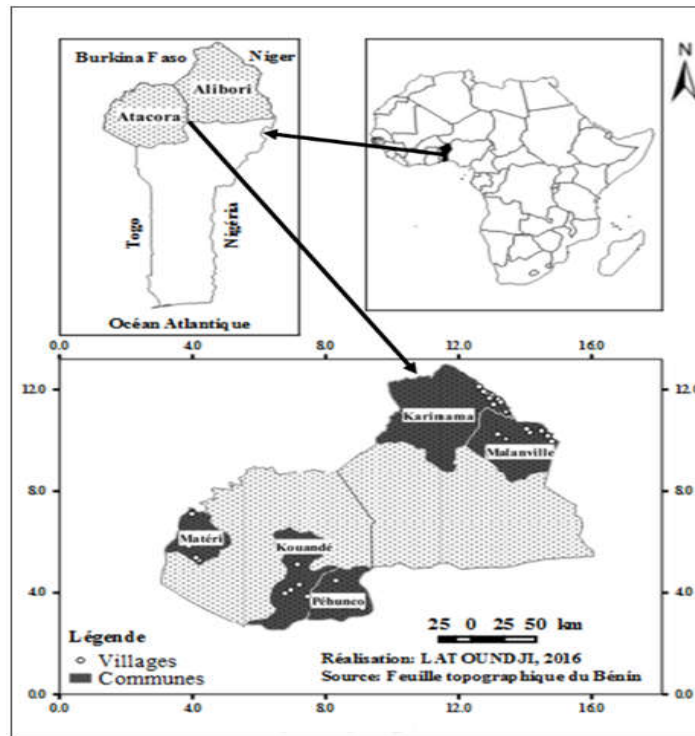 Burkina Faso
Niger
Alibori
Atacora
Togo
Nigéria
Océan Atlantique
N
0.0 4.0 8.0 12.0 16.0
12.0 12.0
8.0 8.0
4.0 4.0
0.0 0.0
Karimama
Malanville
Matéri
Kouandé
Péhunco
25 0 25 50 km
Légende
Villages
Communes
Réalisation: LATOUNDJI, 2016
Source: Feuille topographique du Bénin
0.0 4.0 8.0 12.0 16.0